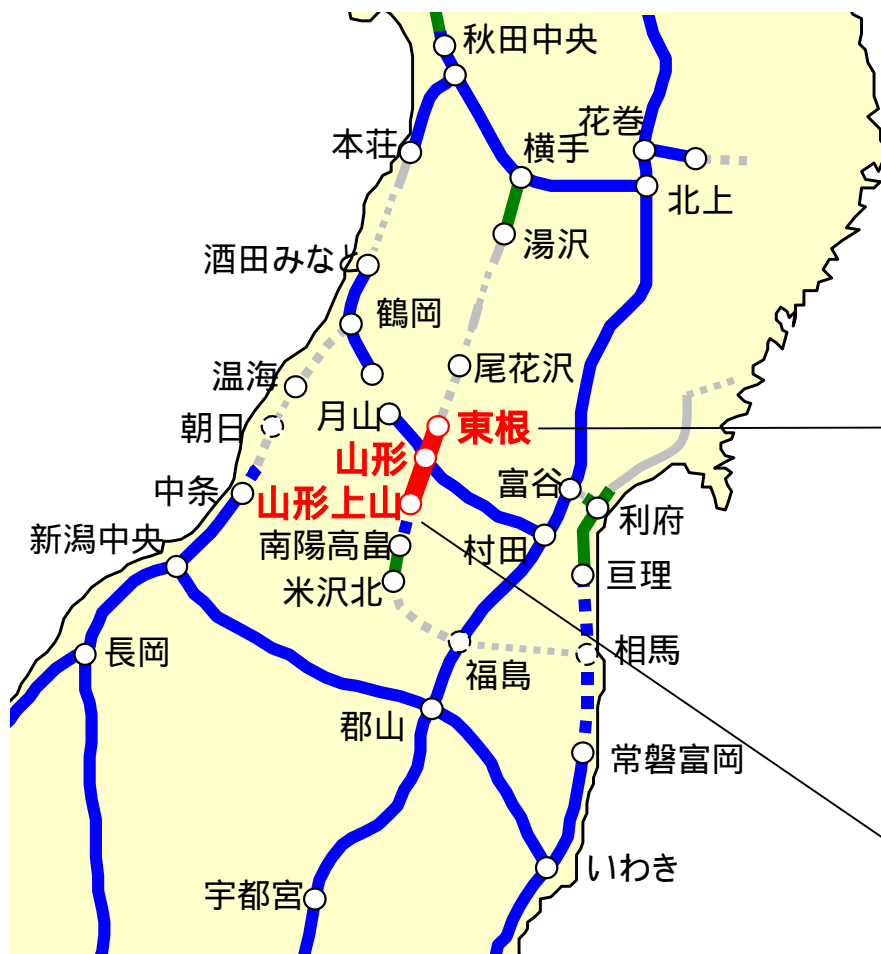 秋田中央
花巻
本荘
横手
北上
湯沢
酒田みなと
鶴岡
尾花沢
温海
月山
朝日
東根
山形
富谷
中条
山形上山
利府
新潟中央
南陽高畠
村田
亘理
米沢北
相馬
長岡
福島
郡山
常磐富岡
いわき
宇都宮